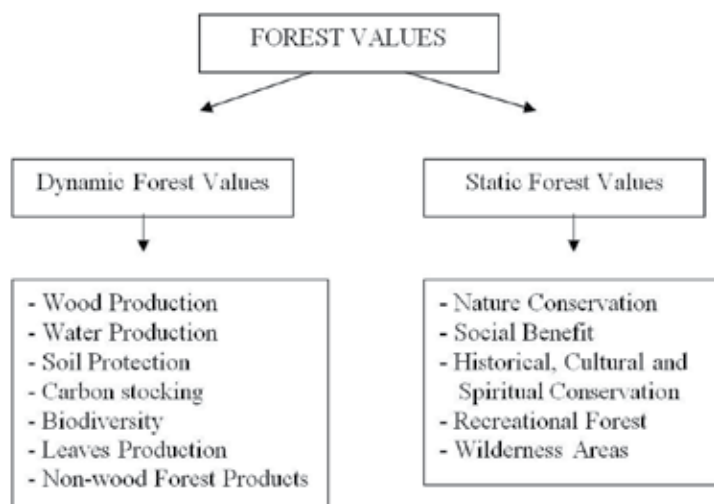 FOREST VALUES
Dynamic Forest Values
Static Forest Values
- Wood Production
- Water Production
- Soil Protection
- Carbon stocking
- Biodiversity
- Leaves Production
- Non-wood Forest Products
- Nature Conservation
- Social Benefit
- Historical, Cultural and
Spiritual Conservation
- Recreational Forest
- Wilderness Areas